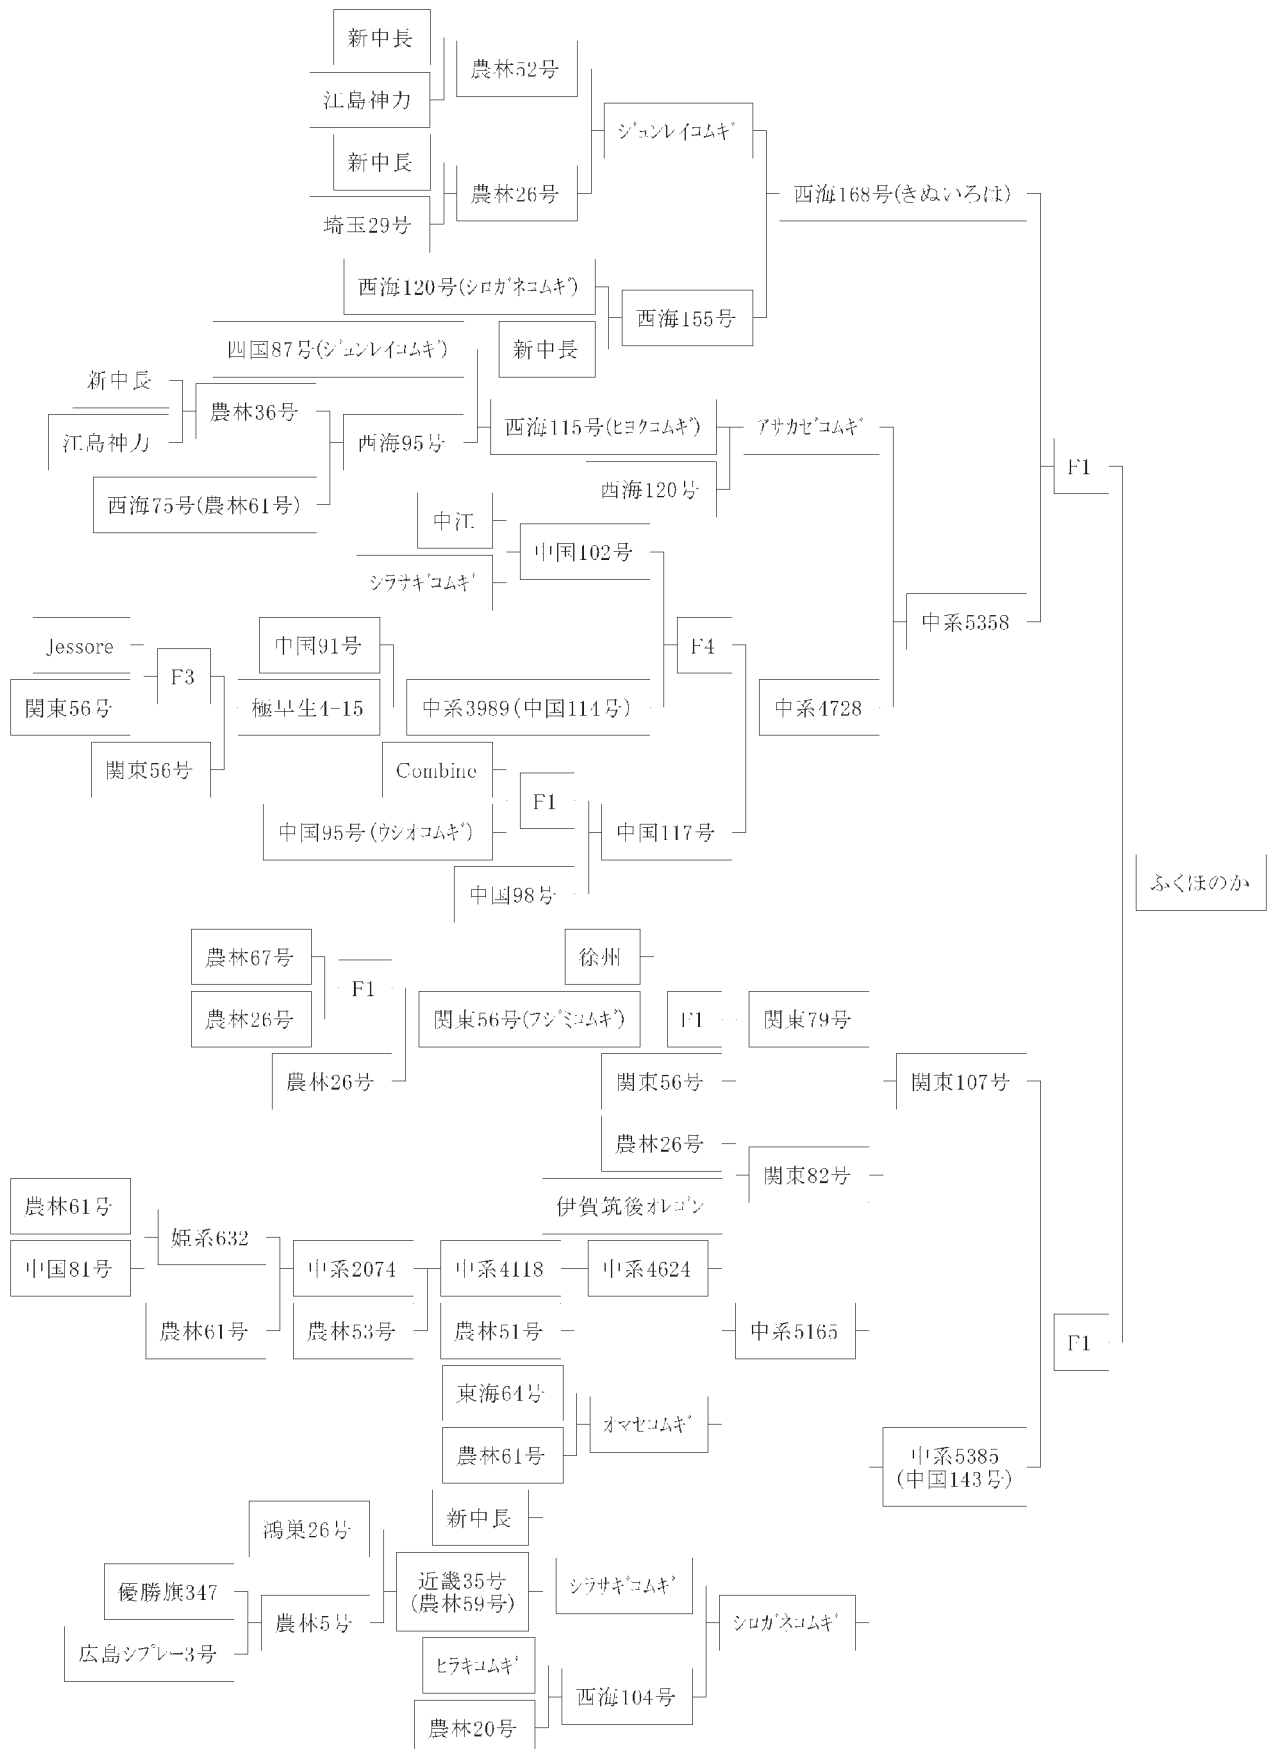 新中長
農林52号
江島神力
ジュンレイコムギ
新中長
農林26号
西海168号(きぬいろは)
埼玉29号
西海120号(シロガネコムギ)
西海155号
四国87号(ジュンレイコムギ)
新中長
新中長
農林36号
江島神力
西海95号
西海115号(ヒヨクコムギ)
アサカゼコムギ
F1
西海75号(農林61号)
西海120号
中江
中国102号
シラサギコムギ
中系5358
Jessore
中国91号
F4
F3
関東56号
極早生4-15
中系3989(中国114号)
中系4728
関東56号
Combine
F1
中国95号(ウシオコムギ)
中国117号
中国98号
ふくほのか
農林67号
徐州
F1
農林26号
関東56号(フジミコムギ)
F1
関東79号
農林26号
関東56号
関東107号
農林26号
関東82号
農林61号
伊賀筑後オレゴン
姫系632
中国81号
中系2074
中系4118
中系4624
農林61号
農林53号
農林51号
中系5165
F1
東海64号
オマセコムギ
農林61号
中系5385
(中国143号)
新中長
鴻巣26号
優勝旗347
近畿35号
(農林59号)
シラサギコムギ
農林5号
シロガネコムギ
広島シプレー3号
ヒラキコムギ
西海104号
農林20号